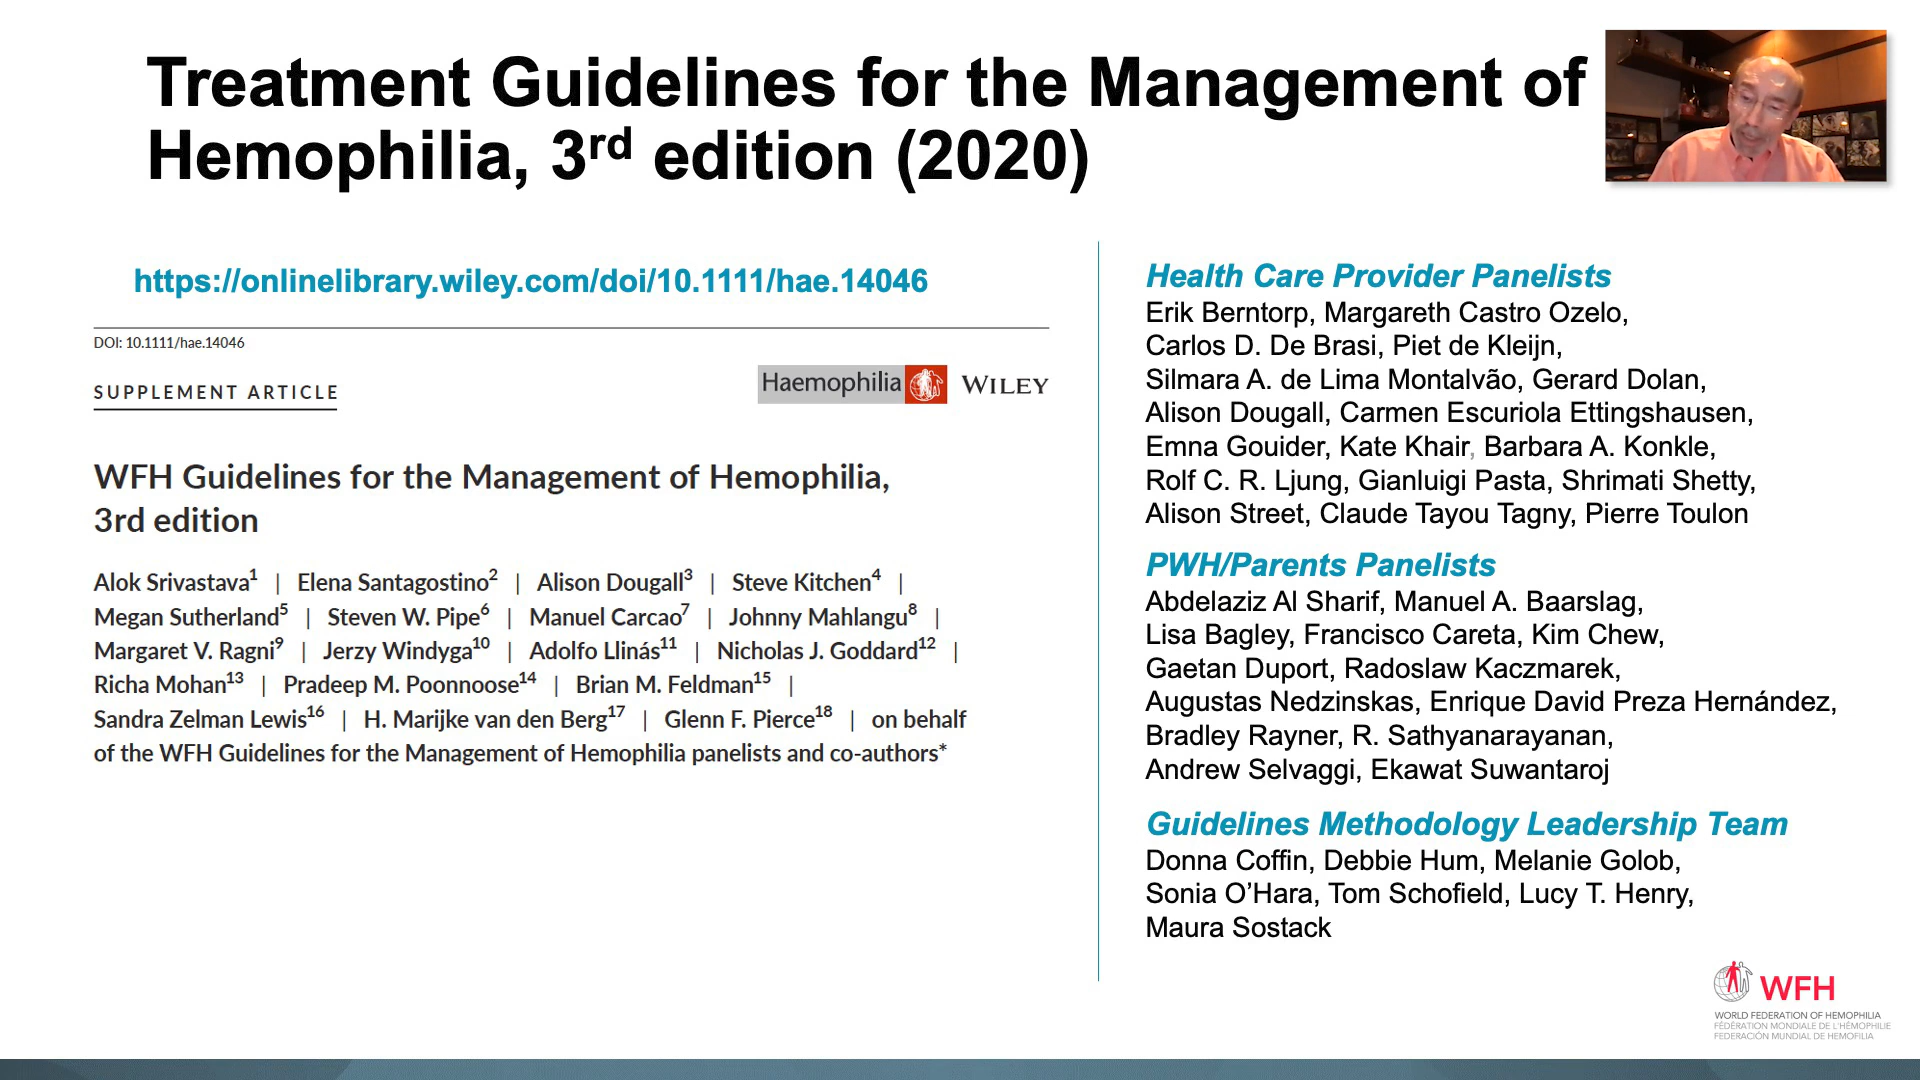 Treatment Guidelines for the Management of
Hemophilia, 3rd edition (2020)
https://onlinelibrary.wiley.com/doi/10.1111/hae.14046
DOI: 10.1111/hae.14046
SUPPLEMENT ARTICLE
Haemophilia WILEY
WFH Guidelines for the Management of Hemophilia,
3rd edition
Alok Srivastava1 | Elena Santagostino2 | Alison Dougall3 | Steve Kitchen4 |
Megan Sutherland5 | Steven W. Pipe6 | Manuel Carcao7 | Johnny Mahlangu8 |
Margaret V. Ragni9 | Jerzy Windyga10 | Adolfo Llinás11 | Nicholas J. Goddard12 |
Richa Mohan13 | Pradeep M. Poonnoose14 | Brian M. Feldman15 |
Sandra Zelman Lewis16 | H. Marijke van den Berg17 | Glenn F. Pierce18 | on behalf
of the WFH Guidelines for the Management of Hemophilia panelists and co-authors*
Health Care Provider Panelists
Erik Berntorp, Margareth Castro Ozelo,
Carlos D. De Brasi, Piet de Kleijn,
Silmara A. de Lima Montalvão, Gerard Dolan,
Alison Dougall, Carmen Escuriola Ettingshausen,
Emna Gouider, Kate Khair, Barbara A. Konkle,
Rolf C. R. Ljung, Gianluigi Pasta, Shrimati Shetty,
Alison Street, Claude Tayou Tagny, Pierre Toulon
PWH/Parents Panelists
Abdelaziz Al Sharif, Manuel A. Baarslag,
Lisa Bagley, Francisco Careta, Kim Chew,
Gaetan Duport, Radoslaw Kaczmarek,
Augustas Nedzinskas, Enrique David Preza Hernández,
Bradley Rayner, R. Sathyanarayanan,
Andrew Selvaggi, Ekawat Suwantaroj
Guidelines Methodology Leadership Team
Donna Coffin, Debbie Hum, Melanie Golob,
Sonia O’Hara, Tom Schofield, Lucy T. Henry,
Maura Sostack
WFH
WORLD FEDERATION OF HEMOPHILIA
FÉDÉRATION MONDIALE DE L'HÉMOPHILIE
FEDERACIÓN MUNDIAL DE HEMOFILIA